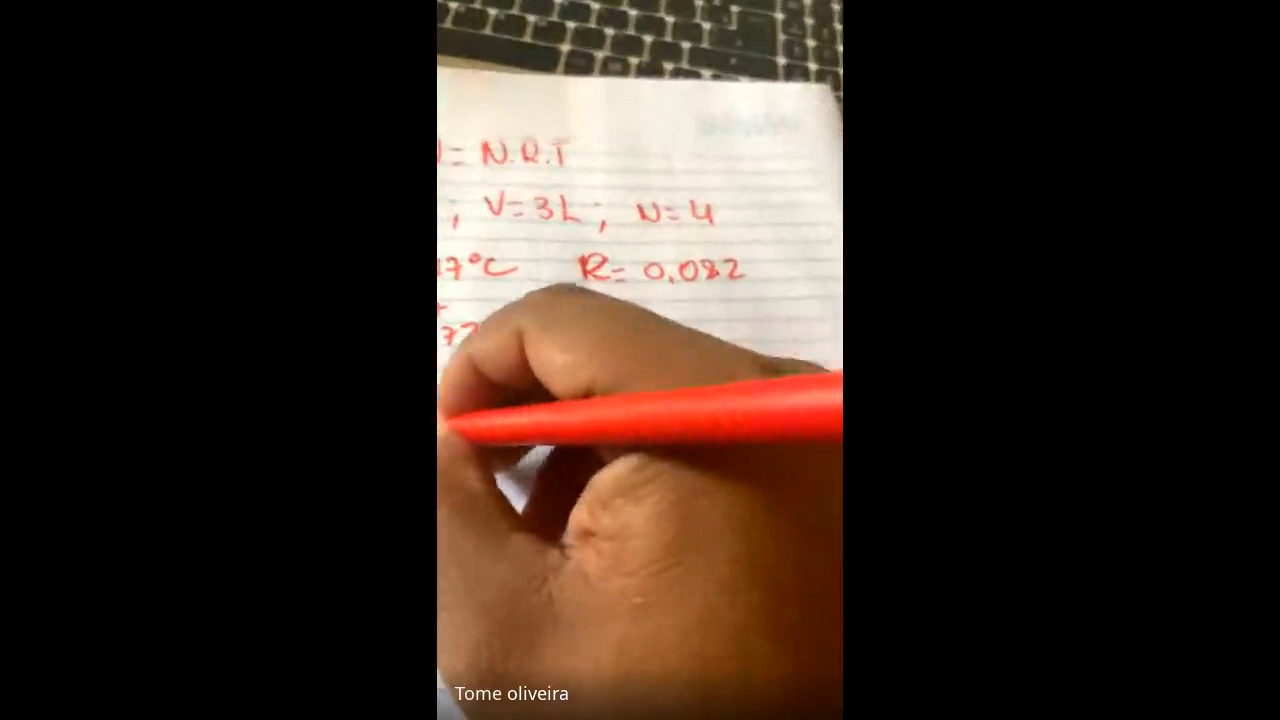 = N.R.T
; V=3L ; N=4
7°C R= 0,082
Tome oliveira